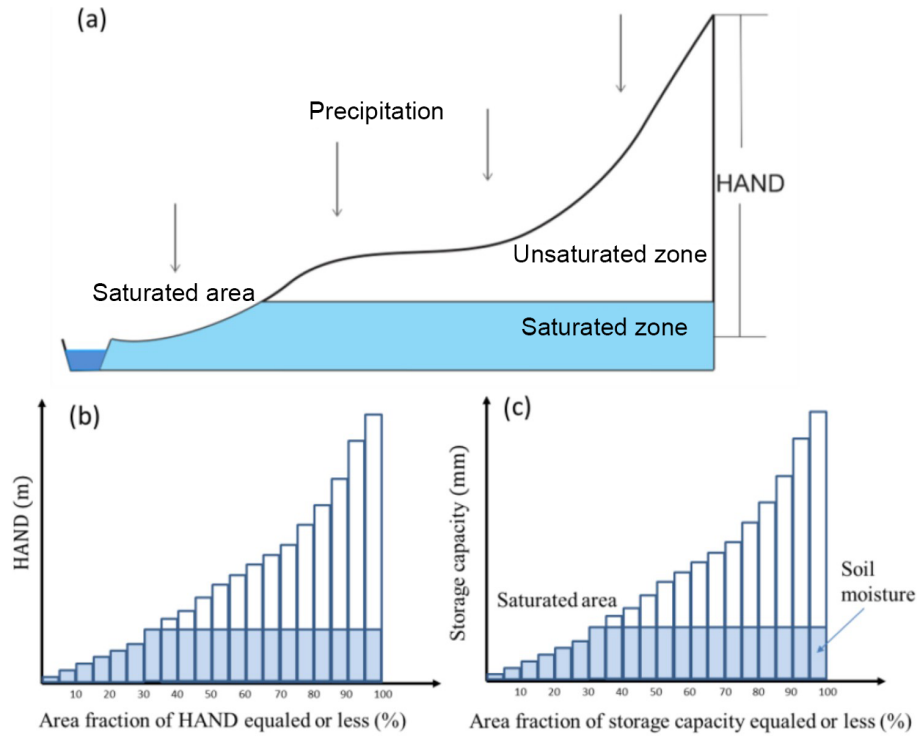 (a)
Precipitation
HAND
Unsaturated zone
Saturated area
Saturated zone
(b)
HAND (m)
10 20 30 40 50 60 70 80 90 100
Area fraction of HAND equaled or less (%)
(c)
Storage capacity (mm)
Saturated area
Soil
moisture
10 20 30 40 50 60 70 80 90 100
Area fraction of storage capacity equaled or less (%)